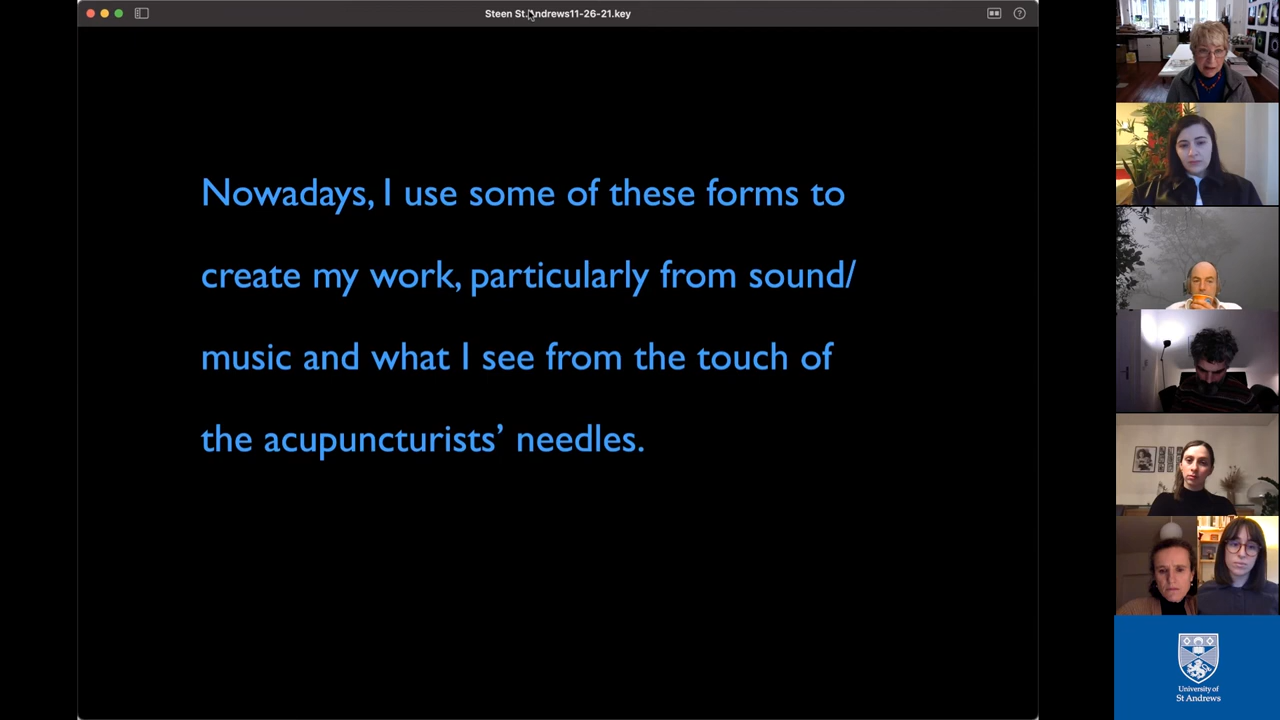 Steen St.Andrews11-26-21.key
Nowadays, I use some of these forms to
create my work, particularly from sound/
music and what I see from the touch of
the acupuncturists’ needles.
University of
St Andrews